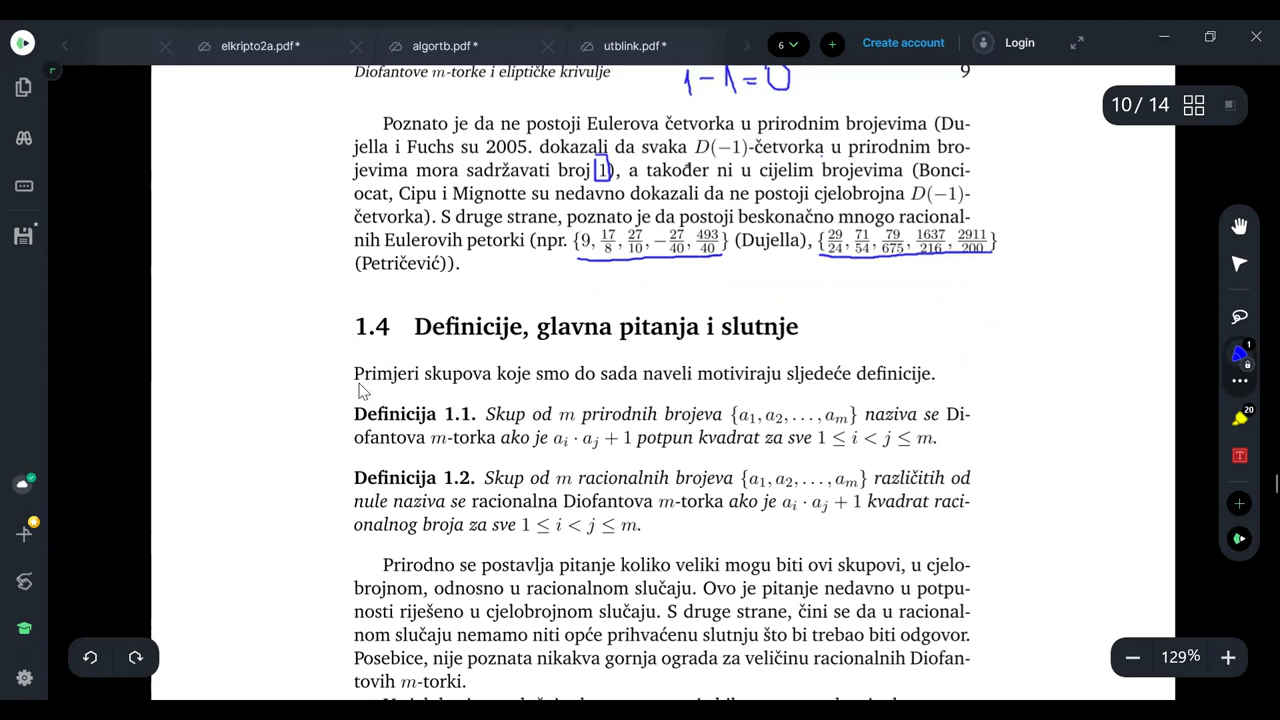 elkripto2a.pdf*
algortb.pdf*
utblink.pdf*
6
Create account
Login
Diofantove m-torke i eliptičke krivulje
1 – 1 = 0
9
10 / 14
Poznato je da ne postoji Eulerova četvorka u prirodnim brojevima (Du-
jella i Fuchs su 2005. dokazali da svaka D(−1)-četvorka u prirodnim bro-
jevima mora sadržavati broj 1), a također ni u cijelim brojevima (Bonci-
ocat, Cipu i Mignotte su nedavno dokazali da ne postoji cjelobrojna D(−1)-
četvorka). S druge strane, poznato je da postoji beskonačno mnogo racional-
nih Eulerovih petorki (npr. {9, 17/8, 27/10, −27/40, 493/40} (Dujella), {29/24, 71/54, 79/675, 1637/216, 2911/200}
(Petričević)).
1.4 Definicije, glavna pitanja i slutnje
Primjeri skupova koje smo do sada naveli motiviraju sljedeće definicije.
Definicija 1.1. Skup od m prirodnih brojeva {a₁, a₂, . . . , aₘ} naziva se Di-
ofantova m-torka ako je aᵢ · aⱼ + 1 potpun kvadrat za sve 1 ≤ i < j ≤ m.
Definicija 1.2. Skup od m racionalnih brojeva {a₁, a₂, . . . , aₘ} različitih od
nule naziva se racionalna Diofantova m-torka ako je aᵢ · aⱼ + 1 kvadrat raci-
onalnog broja za sve 1 ≤ i < j ≤ m.
Prirodno se postavlja pitanje koliko veliki mogu biti ovi skupovi, u cjelo-
brojnom, odnosno u racionalnom slučaju. Ovo je pitanje nedavno u potpu-
nosti riješeno u cjelobrojnom slučaju. S druge strane, čini se da u racional-
nom slučaju nemamo niti opće prihvaćenu slutnju što bi trebao biti odgovor.
Posebice, nije poznata nikakva gornja ograda za veličinu racionalnih Diofan-
tovih m-torki.
1
20
T
129%